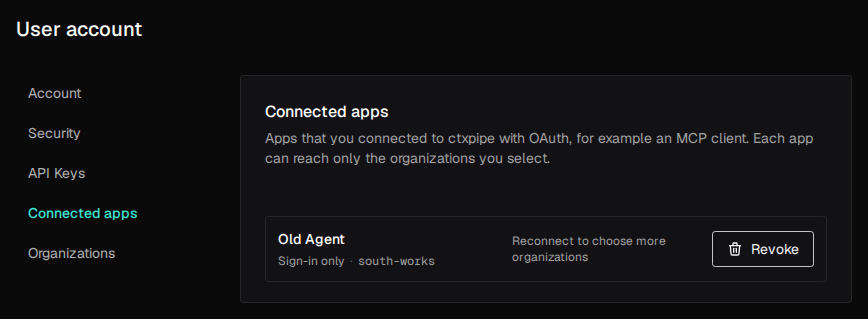 User account
Account
Security
API Keys
Connected apps
Organizations
Connected apps
Apps that you connected to ctxpipe with OAuth, for example an MCP client. Each app
can reach only the organizations you select.
Old Agent
Sign-in only · south-works
Reconnect to choose more
organizations
Revoke